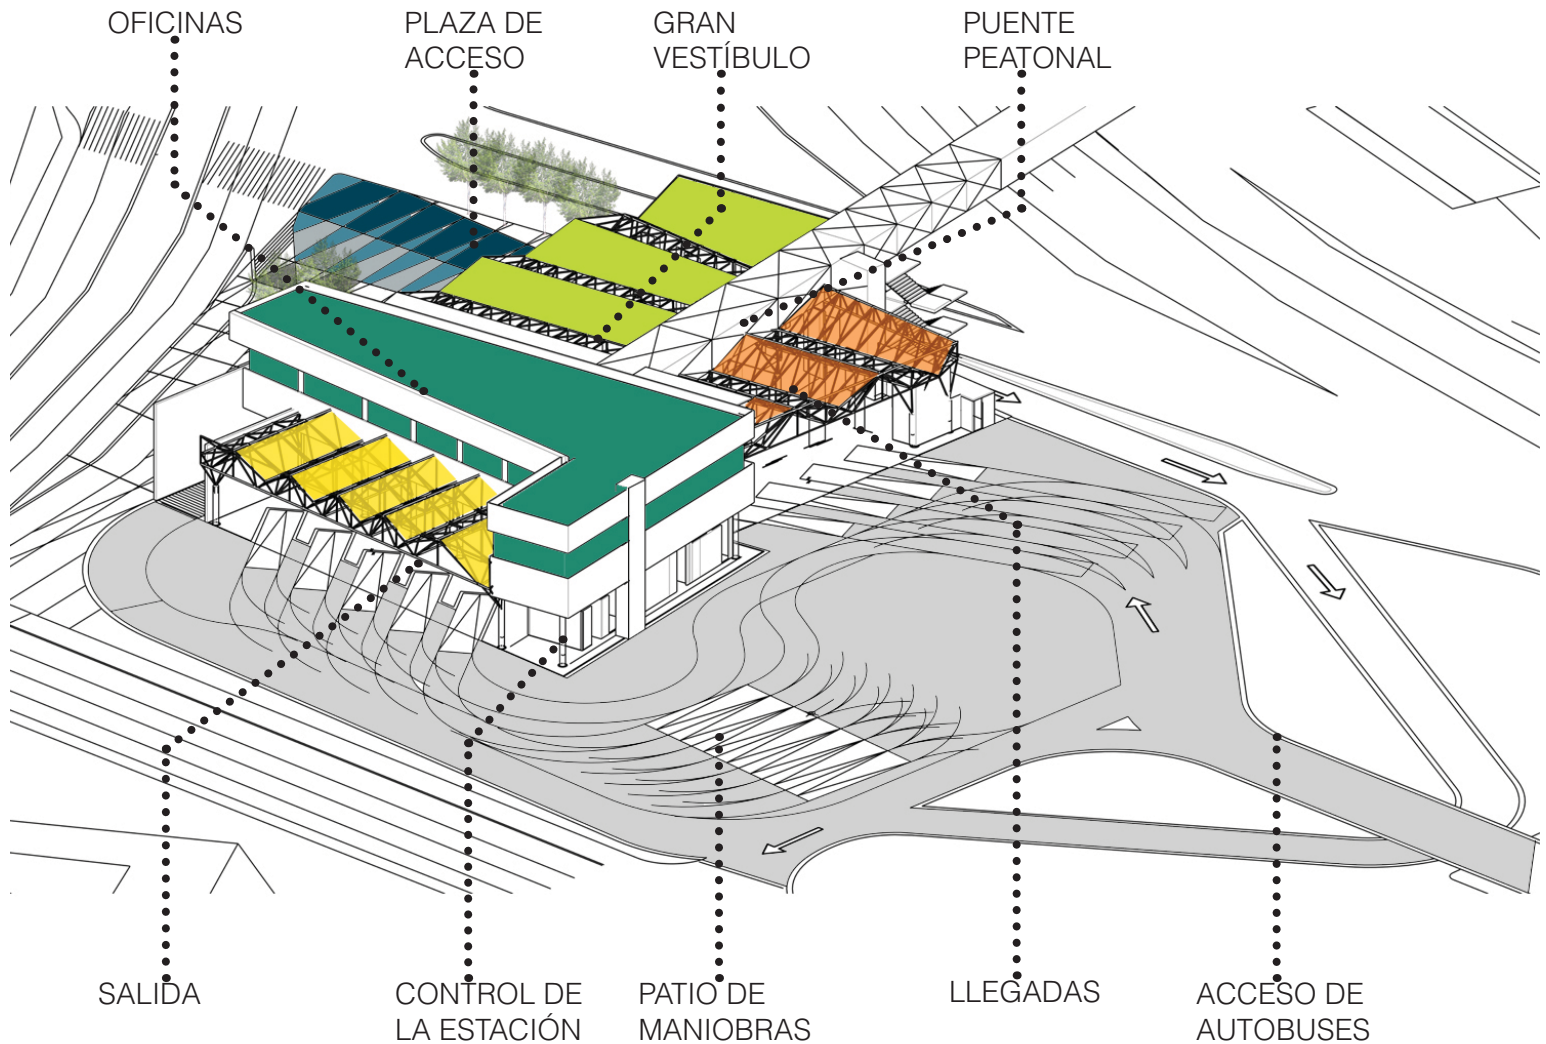 OFICINAS
PLAZA DE
ACCESO
GRAN
VESTÍBULO
PUENTE
PEATONAL
SALIDA
CONTROL DE
LA ESTACIÓN
PATIO DE
MANIOBRAS
LLEGADAS
ACCESO DE
AUTOBUSES